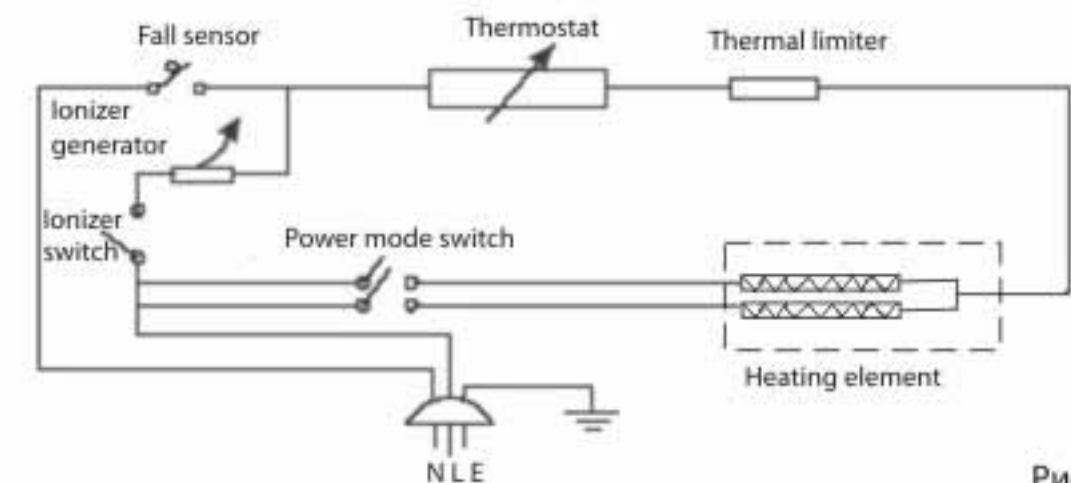 Fall sensor
Thermostat
Thermal limiter
Ionizer
generator
Ionizer
switch
Power mode switch
Heating element
N L E
Ри